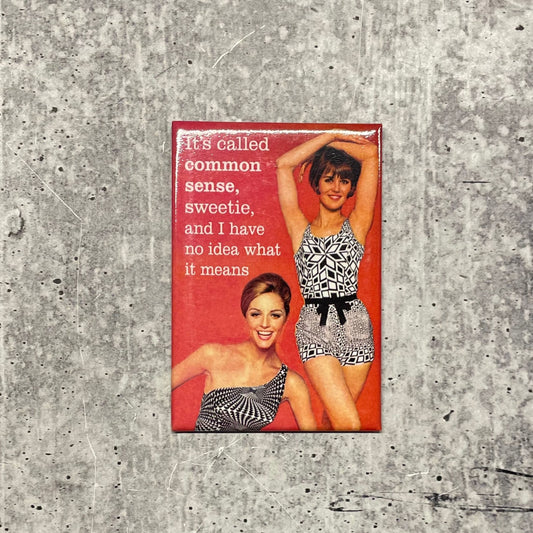 It's called
common
sense,
sweetie,
and I have
no idea what
it means